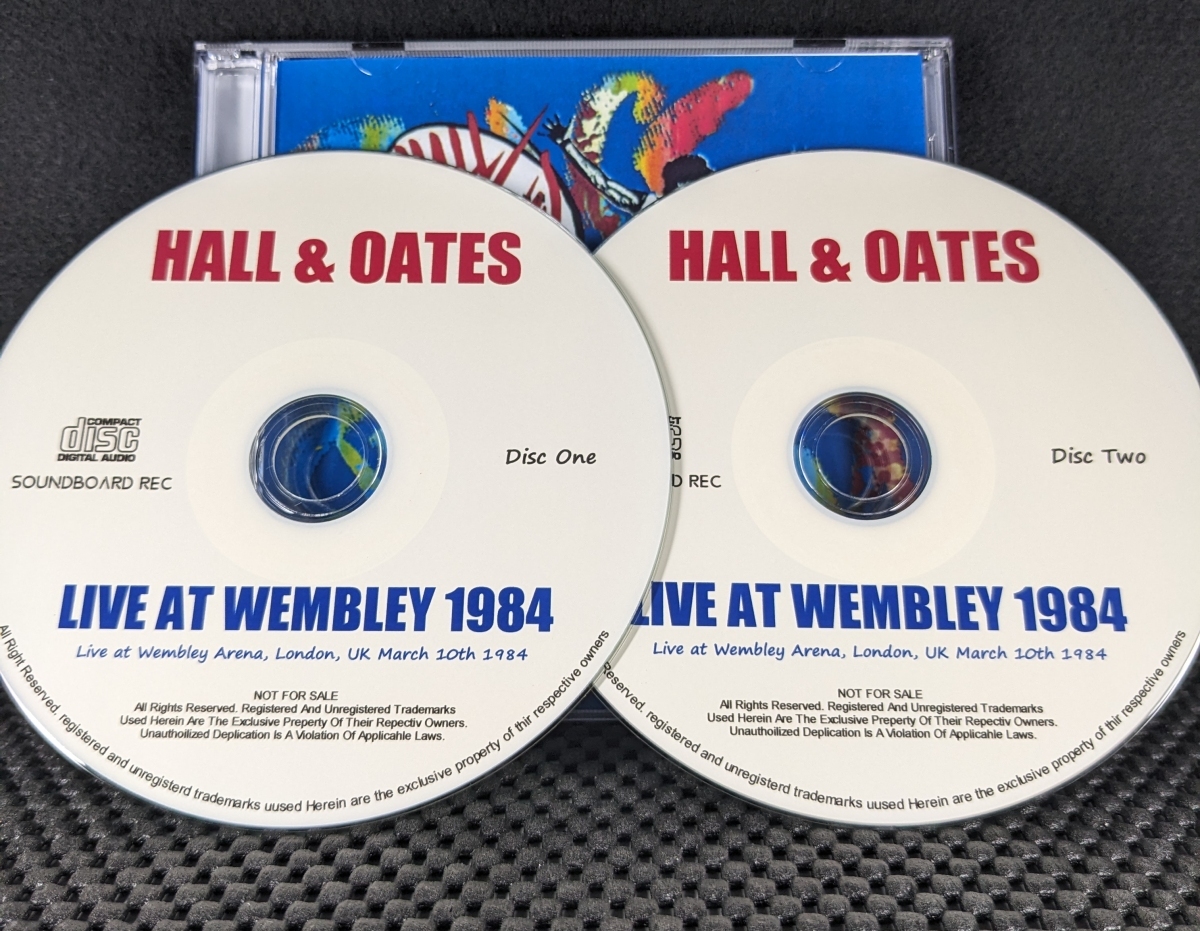 HALL & OATES
COMPACT
disc
DIGITAL AUDIO
SOUNDBOARD REC
Disc One
LIVE AT WEMBLEY 1984
Live at Wembley Arena, London, UK March 10th 1984
NOT FOR SALE
All Rights Reserved. Registered And Unregistered Trademarks
Used Herein Are The Exclusive Preperty Of Their Repectiv Owners.
Unauthoilized Deplication Is A Violation Of Applicahle Laws.
All Right Reserved. registered and unregisterd trademarks uused Herein are the exclusive property of thir respective owners
HALL & OATES
D REC
Disc Two
LIVE AT WEMBLEY 1984
Live at Wembley Arena, London, UK March 10th 1984
NOT FOR SALE
All Rights Reserved. Registered And Unregistered Trademarks
Used Herein Are The Exclusive Preperty Of Their Repectiv Owners.
Unauthoilized Deplication Is A Violation Of Applicahle Laws.
Reserved. registered and unregisterd trademarks uused Herein are the exclusive property of thir respective owners